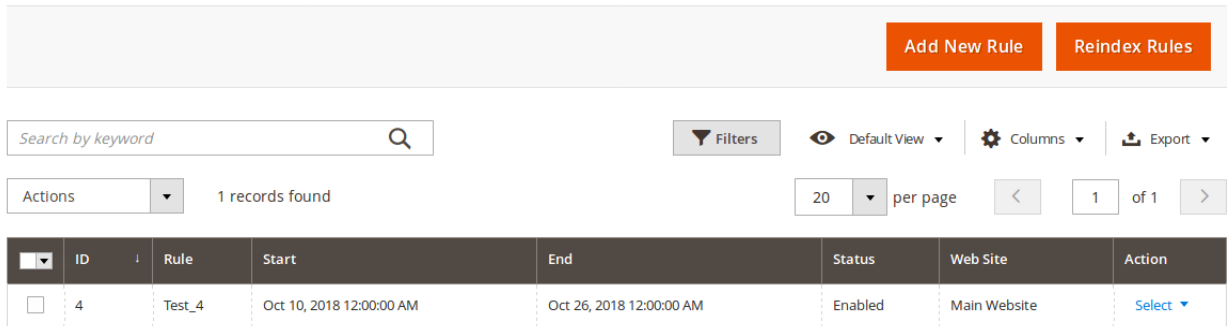 Add New Rule Reindex Rules
Search by keyword Filters Default View Columns Export
Actions 1 records found 20 per page 1 of 1
ID ↓ Rule Start End Status Web Site Action
4 Test_4 Oct 10, 2018 12:00:00 AM Oct 26, 2018 12:00:00 AM Enabled Main Website Select